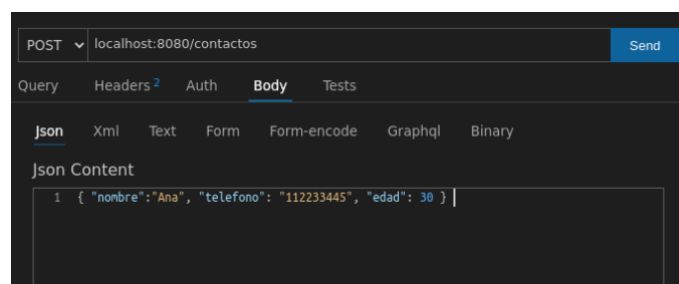 POST localhost:8080/contactos Send
Query Headers 2 Auth Body Tests
Json Xml Text Form Form-encode Graphql Binary
Json Content
1 { "nombre":"Ana", "telefono": "112233445", "edad": 30 }